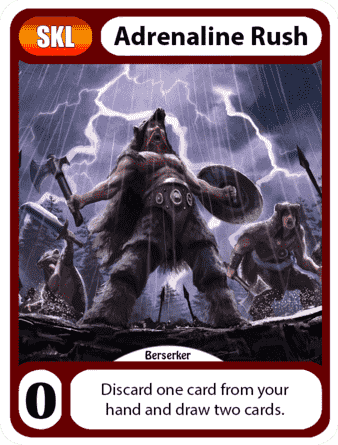 SKL
Adrenaline Rush
Berserker
0
Discard one card from your
hand and draw two cards.